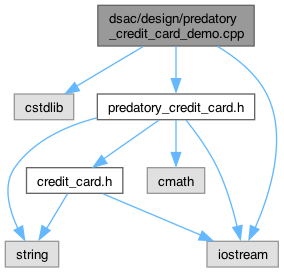 dsac/design/predatory
_credit_card_demo.cpp
cstdlib
predatory_credit_card.h
credit_card.h
cmath
string
iostream